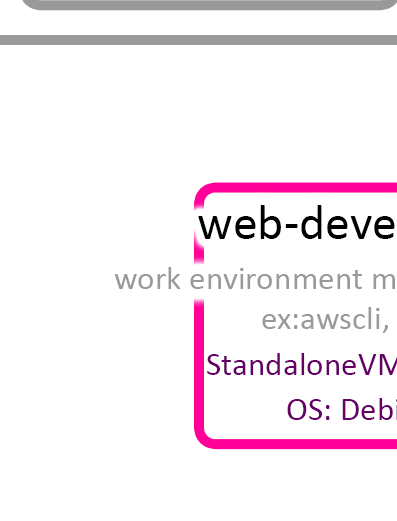 web-deve
work environment m
ex:awscli,
StandaloneVM
OS: Debi